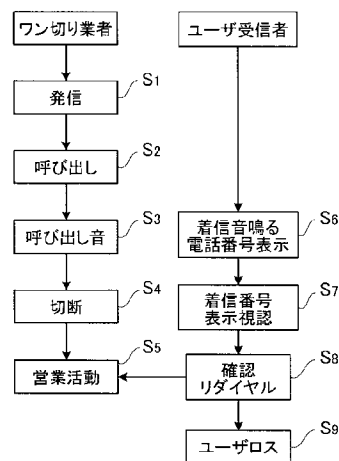 ワン切り業者
発信
S1
呼び出し
S2
呼び出し音
S3
切断
S4
営業活動
S5
ユーザ受信者
着信音鳴る
電話番号表示
S6
着信番号
表示視認
S7
確認
リダイヤル
S8
ユーザロス
S9